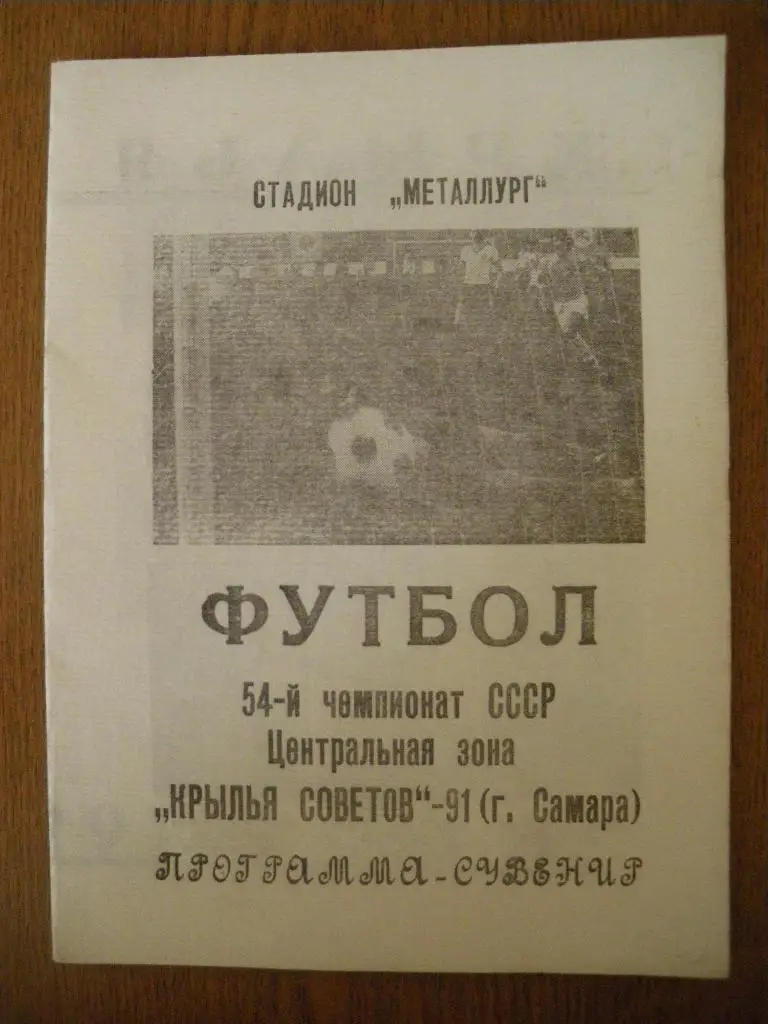 СТАДИОН „МЕТАЛЛУРГ“
ФУТБОЛ
54-й чемпионат СССР
Центральная зона
„КРЫЛЬЯ СОВЕТОВ“-91 (г. Самара)
ПРОГРАММА-СУВЕНИР